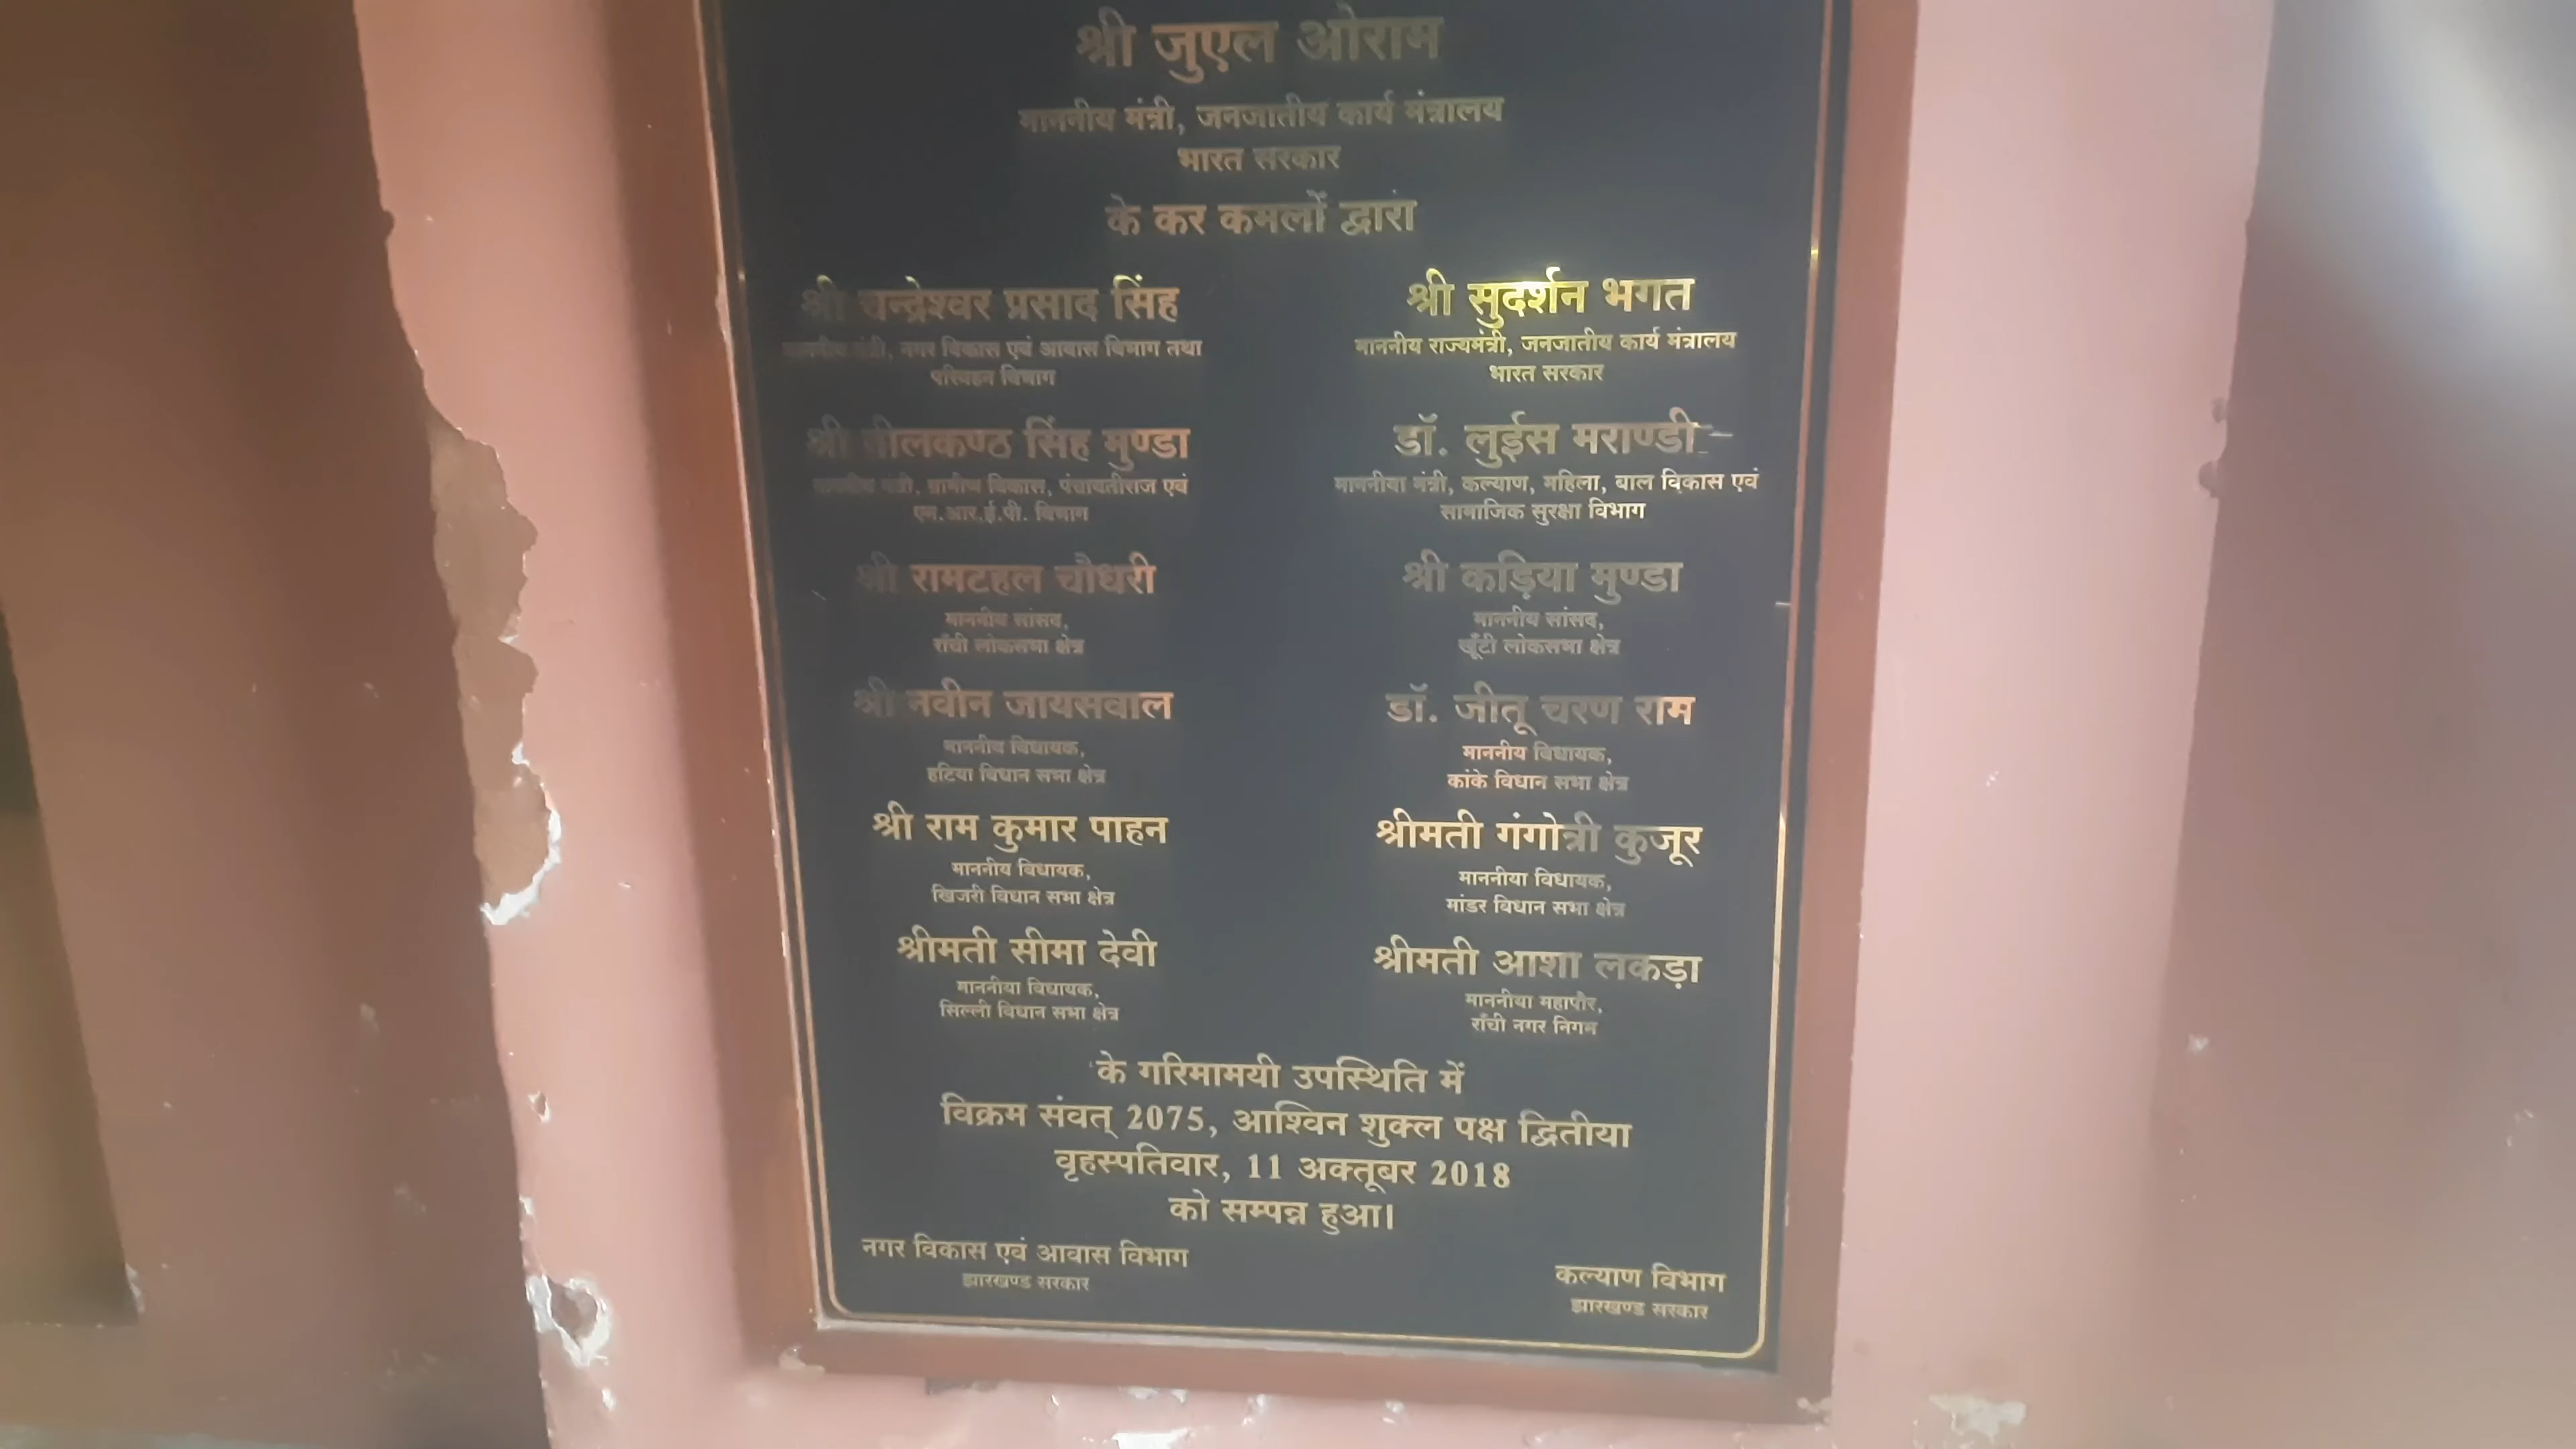 श्री जुएल ओराम
माननीय मंत्री, जनजातीय कार्य मंत्रालय
भारत सरकार
के कर कमलों द्वारा
श्री चन्द्रेश्वर प्रसाद सिंह
माननीय मंत्री, नगर विकास एवं आवास विभाग तथा
परिवहन विभाग
श्री सुदर्शन भगत
माननीय राज्यमंत्री, जनजातीय कार्य मंत्रालय
भारत सरकार
श्री नीलकण्ठ सिंह मुण्डा
माननीय मंत्री, ग्रामीण विकास, पंचायतीराज एवं
एन.आर.ई.पी. विभाग
डॉ. लुईस मराण्डी
माननीया मंत्री, कल्याण, महिला, बाल विकास एवं
सामाजिक सुरक्षा विभाग
श्री रामटहल चौधरी
माननीय सांसद,
राँची लोकसभा क्षेत्र
श्री कड़िया मुण्डा
माननीय सांसद,
खूँटी लोकसभा क्षेत्र
श्री नवीन जायसवाल
माननीय विधायक,
हटिया विधान सभा क्षेत्र
डॉ. जीतू चरण राम
माननीय विधायक,
कांके विधान सभा क्षेत्र
श्री राम कुमार पाहन
माननीय विधायक,
खिजरी विधान सभा क्षेत्र
श्रीमती गंगोत्री कुजूर
माननीया विधायक,
मांडर विधान सभा क्षेत्र
श्रीमती सीमा देवी
माननीया विधायक,
सिल्ली विधान सभा क्षेत्र
श्रीमती आशा लकड़ा
माननीया महापौर,
राँची नगर निगम
के गरिमामयी उपस्थिति में
विक्रम संवत् 2075, आश्विन शुक्ल पक्ष द्वितीया
वृहस्पतिवार, 11 अक्तूबर 2018
को सम्पन्न हुआ।
नगर विकास एवं आवास विभाग
झारखण्ड सरकार
कल्याण विभाग
झारखण्ड सरकार